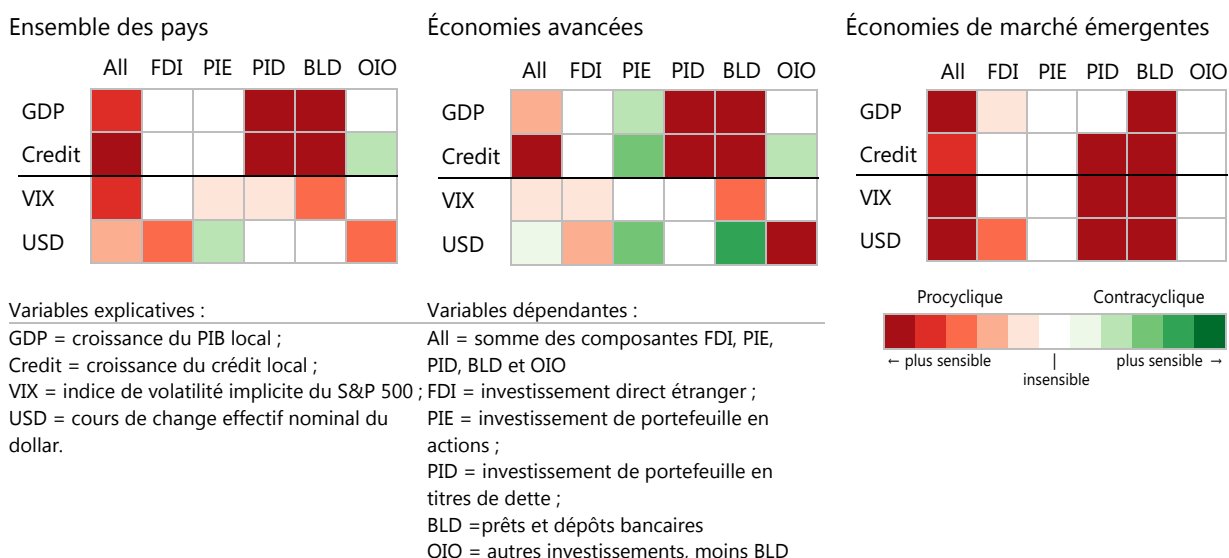 Ensemble des pays
All FDI PIE PID BLD OIO
GDP
Credit
VIX
USD
Économies avancées
All FDI PIE PID BLD OIO
GDP
Credit
VIX
USD
Économies de marché émergentes
All FDI PIE PID BLD OIO
GDP
Credit
VIX
USD
Procyclique Contracyclique
← plus sensible | plus sensible →
insensible
Variables explicatives :
GDP = croissance du PIB local ;
Credit = croissance du crédit local ;
VIX = indice de volatilité implicite du S&P 500 ;
USD = cours de change effectif nominal du
dollar.
Variables dépendantes :
All = somme des composantes FDI, PIE,
PID, BLD et OIO
FDI = investissement direct étranger ;
PIE = investissement de portefeuille en
actions ;
PID = investissement de portefeuille en
titres de dette ;
BLD =prêts et dépôts bancaires
OIO = autres investissements, moins BLD